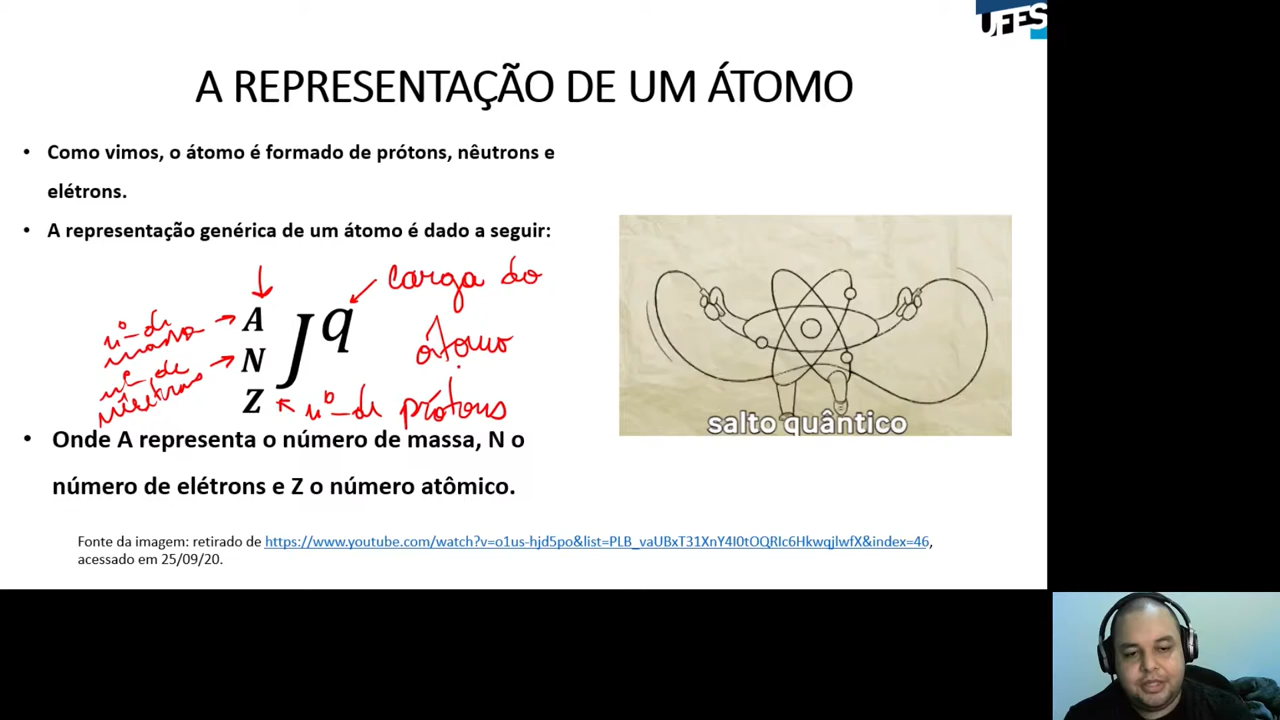 UFES
A REPRESENTAÇÃO DE UM ÁTOMO
• Como vimos, o átomo é formado de prótons, nêutrons e
elétrons.
• A representação genérica de um átomo é dado a seguir:
carga do
átomo
nº de
massa
A
J q
nº de
nêutrons
N
Z
nº de prótons
salto quântico
• Onde A representa o número de massa, N o
número de elétrons e Z o número atômico.
Fonte da imagem: retirado de https://www.youtube.com/watch?v=o1us-hjd5po&list=PLB_vaUBxT31XnY4I0tOQRIc6HkwqjlwfX&index=46,
acessado em 25/09/20.